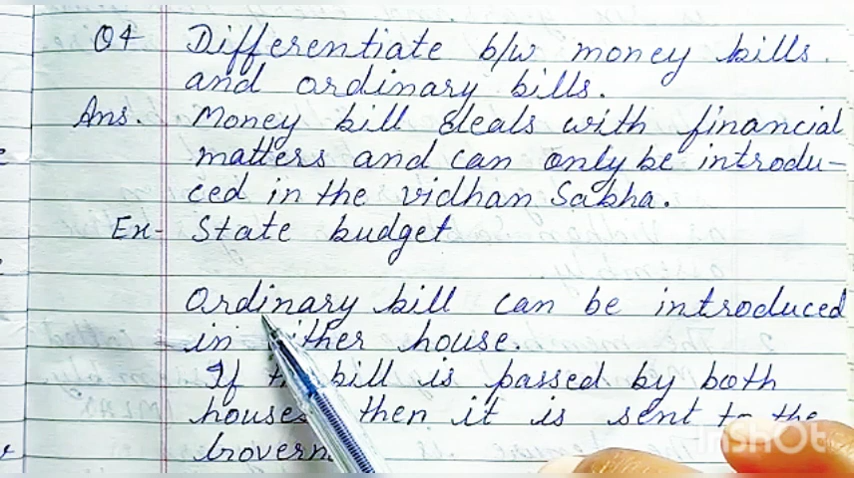 Q4 Differentiate b/w money bills
and ordinary bills.
Ans. Money bill deals with financial
matters and can only be introdu-
ced in the vidhan Sabha.
Ex- State budget
Ordinary bill can be introduced
in house.
If bill is passed by both
houses then it is sent to the
InShOt